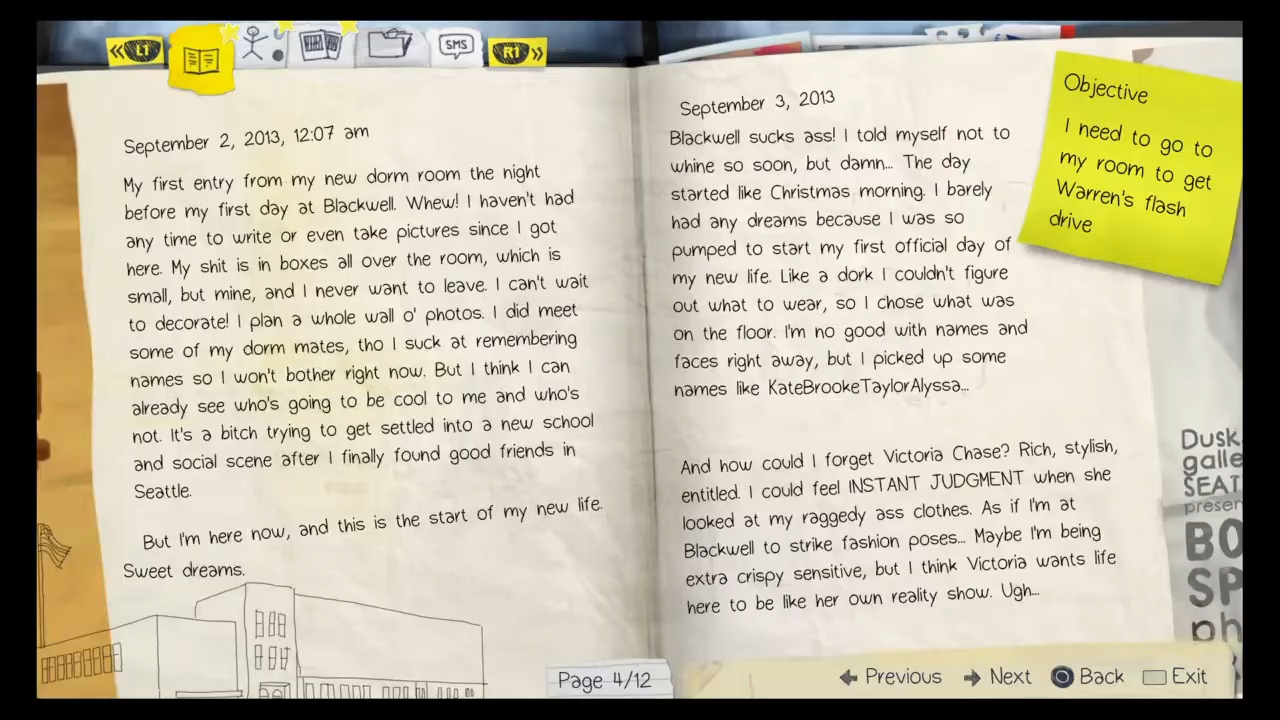 L1
SMS
R1
September 2, 2013, 12:07 am
My first entry from my new dorm room the night
before my first day at Blackwell. Whew! I haven't had
any time to write or even take pictures since I got
here. My shit is in boxes all over the room, which is
small, but mine, and I never want to leave. I can't wait
to decorate! I plan a whole wall o' photos. I did meet
some of my dorm mates, tho I suck at remembering
names so I won't bother right now. But I think I can
already see who's going to be cool to me and who's
not. It's a bitch trying to get settled into a new school
and social scene after I finally found good friends in
Seattle.
But I'm here now, and this is the start of my new life.
Sweet dreams.
September 3, 2013
Blackwell sucks ass! I told myself not to
whine so soon, but damn... The day
started like Christmas morning. I barely
had any dreams because I was so
pumped to start my first official day of
my new life. Like a dork I couldn't figure
out what to wear, so I chose what was
on the floor. I'm no good with names and
faces right away, but I picked up some
names like KateBrookeTaylorAlyssa...
And how could I forget Victoria Chase? Rich, stylish,
entitled. I could feel INSTANT JUDGMENT when she
looked at my raggedy ass clothes. As if I'm at
Blackwell to strike fashion poses... Maybe I'm being
extra crispy sensitive, but I think Victoria wants life
here to be like her own reality show. Ugh...
Objective
I need to go to
my room to get
Warren's flash
drive
Dusk
galle
SEAT
presen
BO
SP
ph
Page 4/12
Previous
Next
Back
Exit